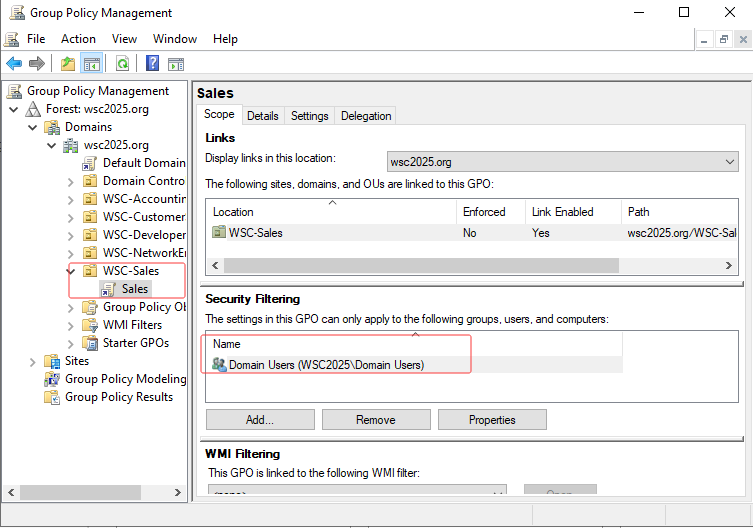 Group Policy Management
File Action View Window Help
Group Policy Management
Forest: wsc2025.org
Domains
wsc2025.org
Default Domain
Domain Contro
WSC-Accountin
WSC-Customer
WSC-Developer
WSC-NetworkEn
WSC-Sales
Sales
Group Policy Ob
WMI Filters
Starter GPOs
Sites
Group Policy Modeling
Group Policy Results
Sales
Scope Details Settings Delegation
Links
Display links in this location: wsc2025.org
The following sites, domains, and OUs are linked to this GPO:
Location Enforced Link Enabled Path
WSC-Sales No Yes wsc2025.org/WSC-Sal
Security Filtering
The settings in this GPO can only apply to the following groups, users, and computers:
Name
Domain Users (WSC2025\Domain Users)
Add... Remove Properties
WMI Filtering
This GPO is linked to the following WMI filter:
<none> Open